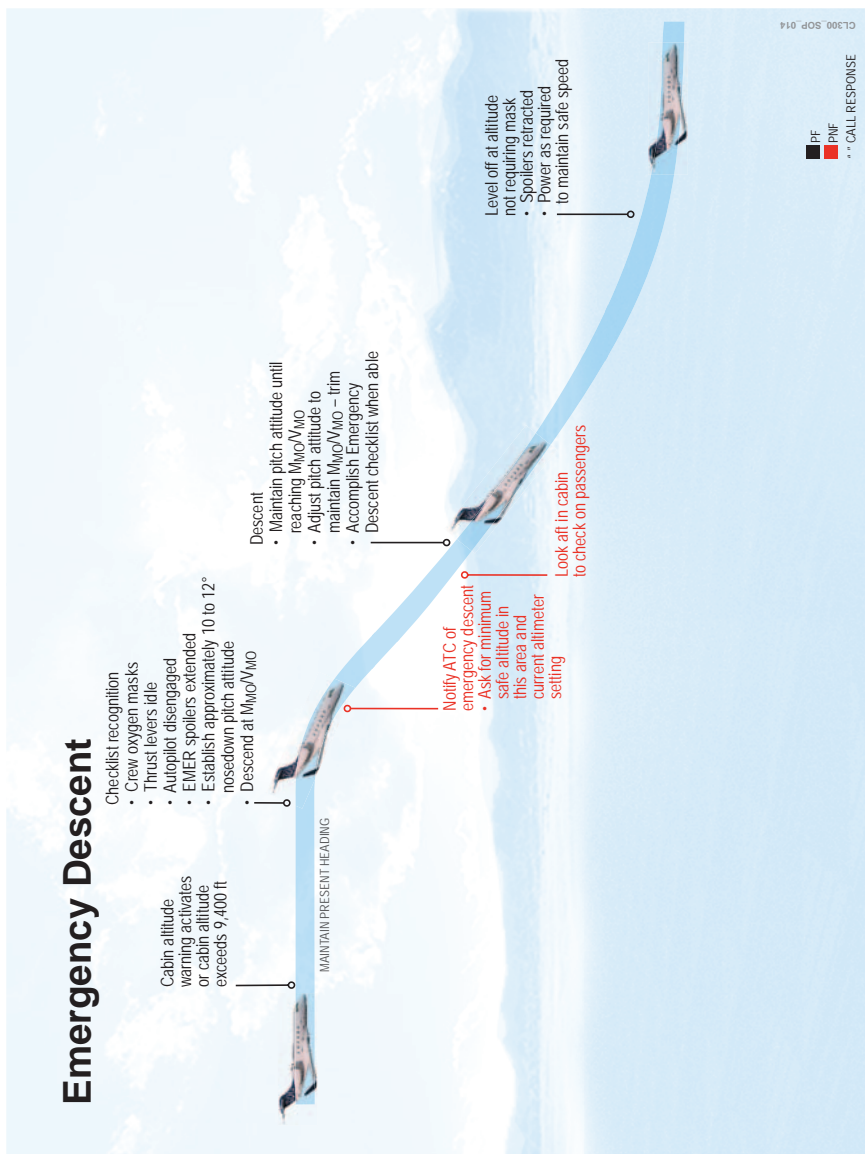 Emergency Descent
Cabin altitude
warning activates
or cabin altitude
exceeds 9,400 ft
MAINTAIN PRESENT HEADING
Checklist recognition
• Crew oxygen masks
• Thrust levers idle
• Autopilot disengaged
• EMER spoilers extended
• Establish approximately 10 to 12°
nosedown pitch attitude
• Descend at MMO/VMO
Notify ATC of
emergency descent
• Ask for minimum
safe altitude in
this area and
current altimeter
setting
Descent
• Maintain pitch attitude until
reaching MMO/VMO
• Adjust pitch attitude to
maintain MMO/VMO – trim
• Accomplish Emergency
Descent checklist when able
Look aft in cabin
to check on passengers
Level off at altitude
not requiring mask
• Spoilers retracted
• Power as required
to maintain safe speed
PF
PNF
“ ” CALL RESPONSE
CL300_SOP_014